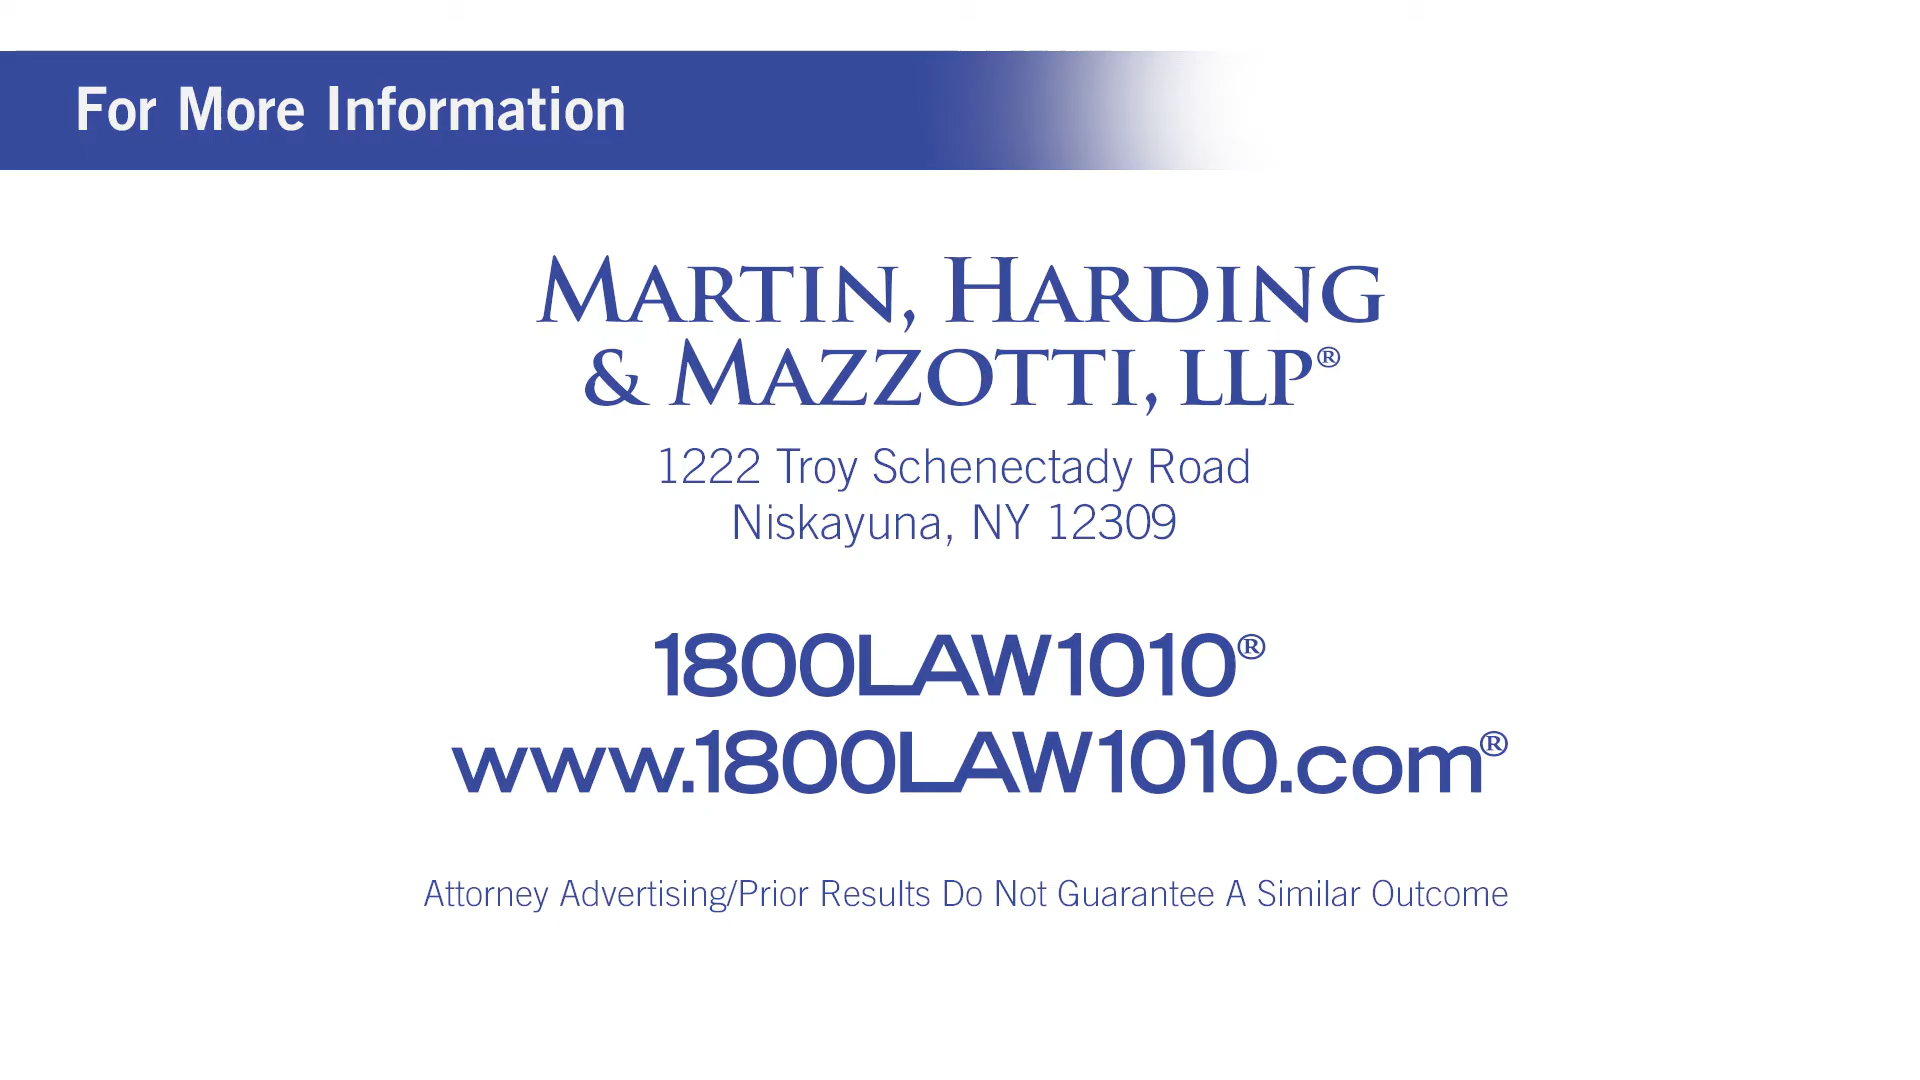 For More Information
MARTIN, HARDING
& MAZZOTTI, LLP®
1222 Troy Schenectady Road
Niskayuna, NY 12309
1800LAW1010®
www.1800LAW1010.com®
Attorney Advertising/Prior Results Do Not Guarantee A Similar Outcome